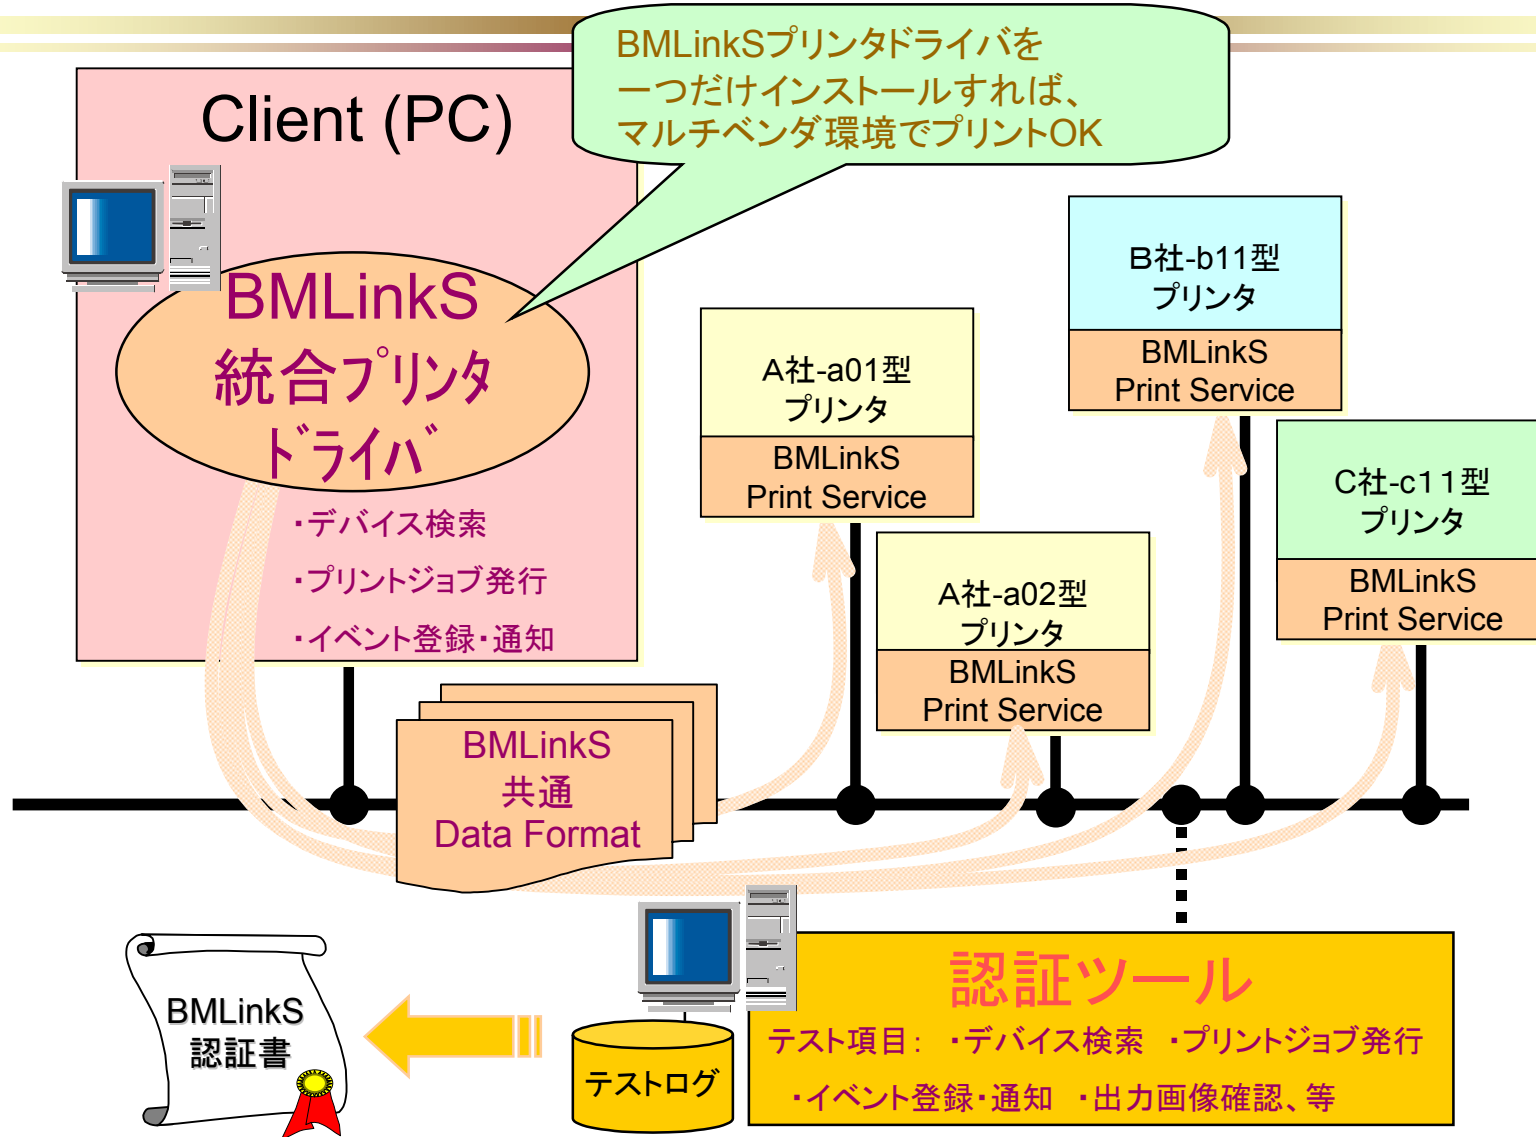 BMLinkSプリンタドライバを
一つだけインストールすれば、
マルチベンダ環境でプリントOK
Client (PC)
BMLinkS
統合プリンタ
ドライバ
・デバイス検索
・プリントジョブ発行
・イベント登録・通知
A社-a01型
プリンタ
BMLinkS
Print Service
B社-b11型
プリンタ
BMLinkS
Print Service
A社-a02型
プリンタ
BMLinkS
Print Service
C社-c11型
プリンタ
BMLinkS
Print Service
BMLinkS
共通
Data Format
BMLinkS
認証書
テストログ
認証ツール
テスト項目： ・デバイス検索 ・プリントジョブ発行
・イベント登録・通知 ・出力画像確認、等